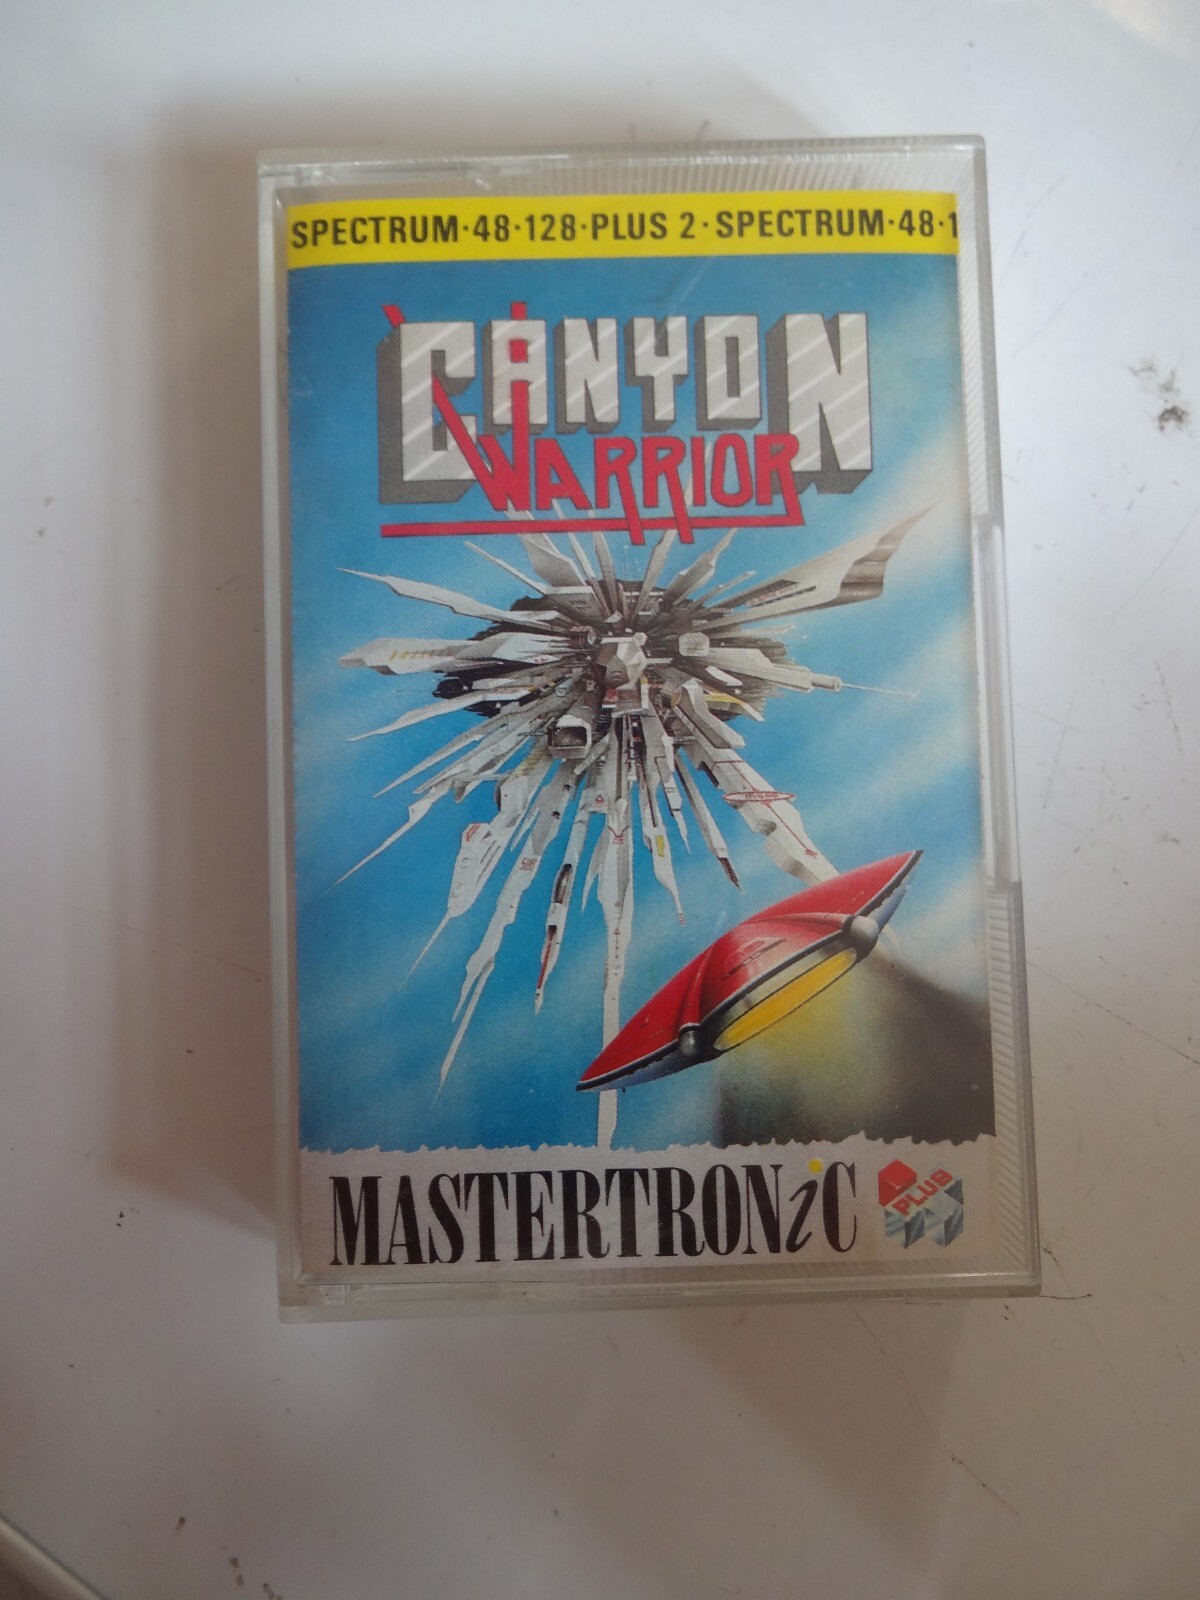 SPECTRUM·48·128·PLUS 2·SPECTRUM·48·1
CANYON
WARRIOR
MASTERTRONiC
PLUS